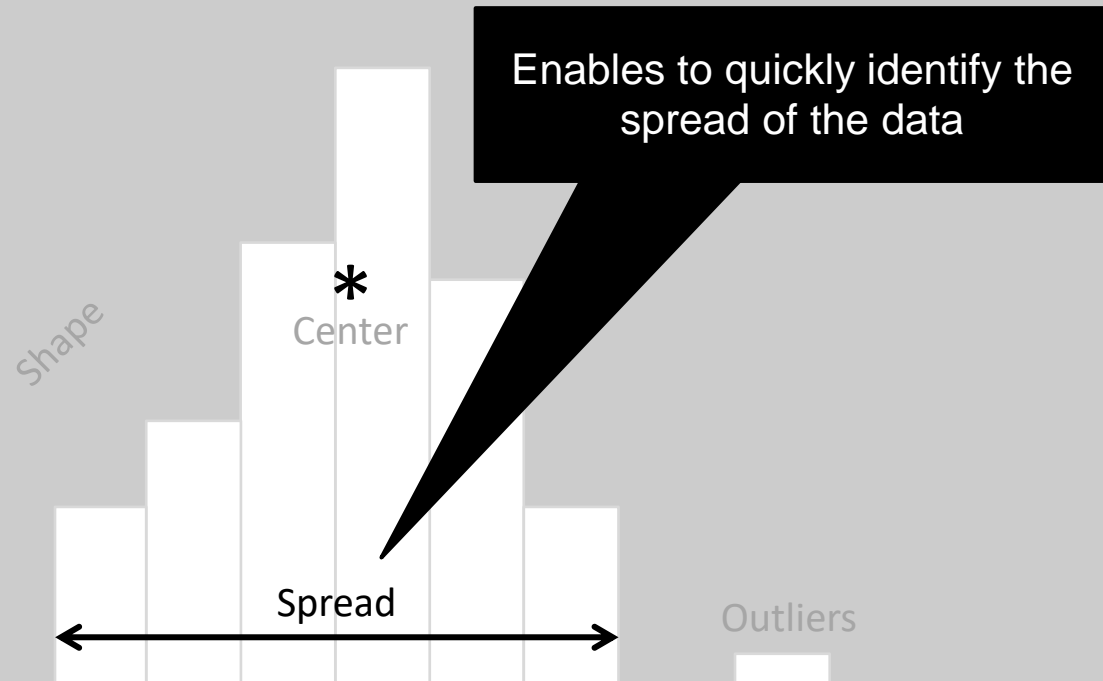 Enables to quickly identify the
spread of the data
*
Center
Shape
Spread
Outliers